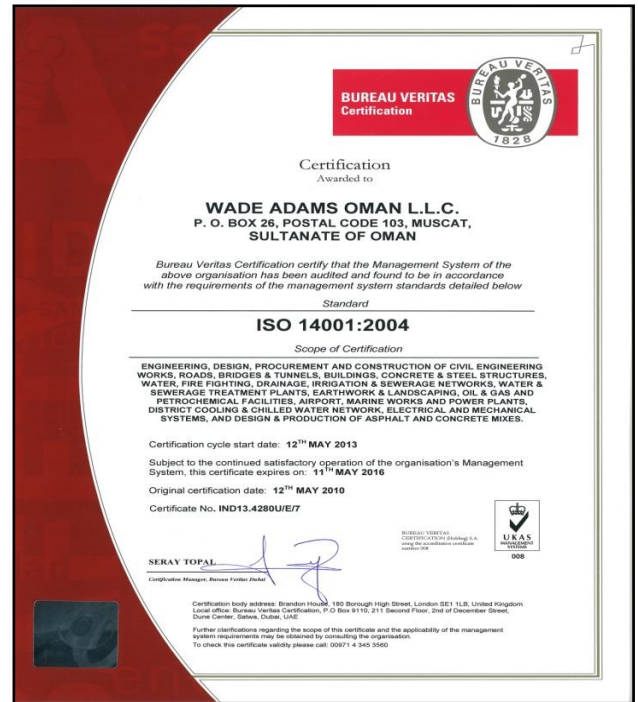 BUREAU VERITAS
Certification
BUREAU VERITAS
1828
Certification
Awarded to
WADE ADAMS OMAN L.L.C.
P. O. BOX 26, POSTAL CODE 103, MUSCAT,
SULTANATE OF OMAN
Bureau Veritas Certification certify that the Management System of the
above organisation has been audited and found to be in accordance
with the requirements of the management system standards detailed below
Standard
ISO 14001:2004
Scope of Certification
ENGINEERING, DESIGN, PROCUREMENT AND CONSTRUCTION OF CIVIL ENGINEERING
WORKS, ROADS, BRIDGES & TUNNELS, BUILDINGS, CONCRETE & STEEL STRUCTURES,
WATER, FIRE FIGHTING, DRAINAGE, IRRIGATION & SEWERAGE NETWORKS, WATER &
SEWERAGE TREATMENT PLANTS, EARTHWORK & LANDSCAPING, OIL & GAS AND
PETROCHEMICAL FACILITIES, AIRPORT, MARINE WORKS AND POWER PLANTS,
DISTRICT COOLING & CHILLED WATER NETWORK, ELECTRICAL AND MECHANICAL
SYSTEMS, AND DESIGN & PRODUCTION OF ASPHALT AND CONCRETE MIXES.
Certification cycle start date: 12TH MAY 2013
Subject to the continued satisfactory operation of the organisation's Management
System, this certificate expires on: 11TH MAY 2016
Original certification date: 12TH MAY 2010
Certificate No. IND13.4280U/E/7
BUREAU VERITAS
CERTIFICATION (Holding) S.A.
using the accreditation certificate
number 008
UKAS
MANAGEMENT
SYSTEMS
008
SERAY TOPAL
Certification Manager, Bureau Veritas Dubai
Certification body address: Brandon House, 180 Borough High Street, London SE1 1LB, United Kingdom
Local office: Bureau Veritas Certification, P.O Box 9110, 211 Second Floor, 2nd of December Street,
Dune Center, Satwa, Dubai, UAE
Further clarifications regarding the scope of this certificate and the applicability of the management
system requirements may be obtained by consulting the organisation.
To check this certificate validity please call: 00971 4 345 3560